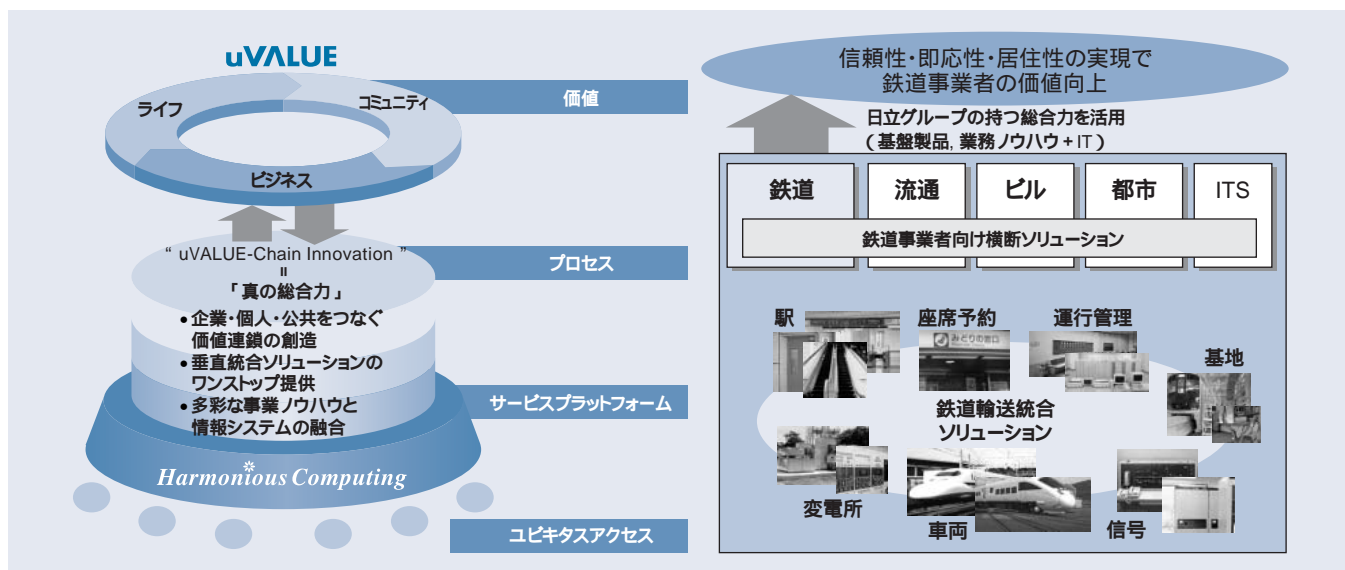 uVALUE
ライフ
コミュニティ
ビジネス
価値
“ uVALUE-Chain Innovation ”
=
「 真の総合力 」
プロセス
• 企業・個人・公共をつなぐ
価値連鎖の創造
• 垂直統合ソリューションの
ワンストップ提供
• 多彩な事業ノウハウと
情報システムの融合
サービスプラットフォーム
Harmonious Computing
ユビキタスアクセス
信頼性・即応性・居住性の実現で
鉄道事業者の価値向上
日立グループの持つ総合力を活用
( 基盤製品, 業務ノウハウ + IT )
鉄道 流通 ビル 都市 ITS
鉄道事業者向け横断ソリューション
駅 座席予約 運行管理
みどりの窓口
基地
鉄道輸送統合
ソリューション
変電所
車両
信号